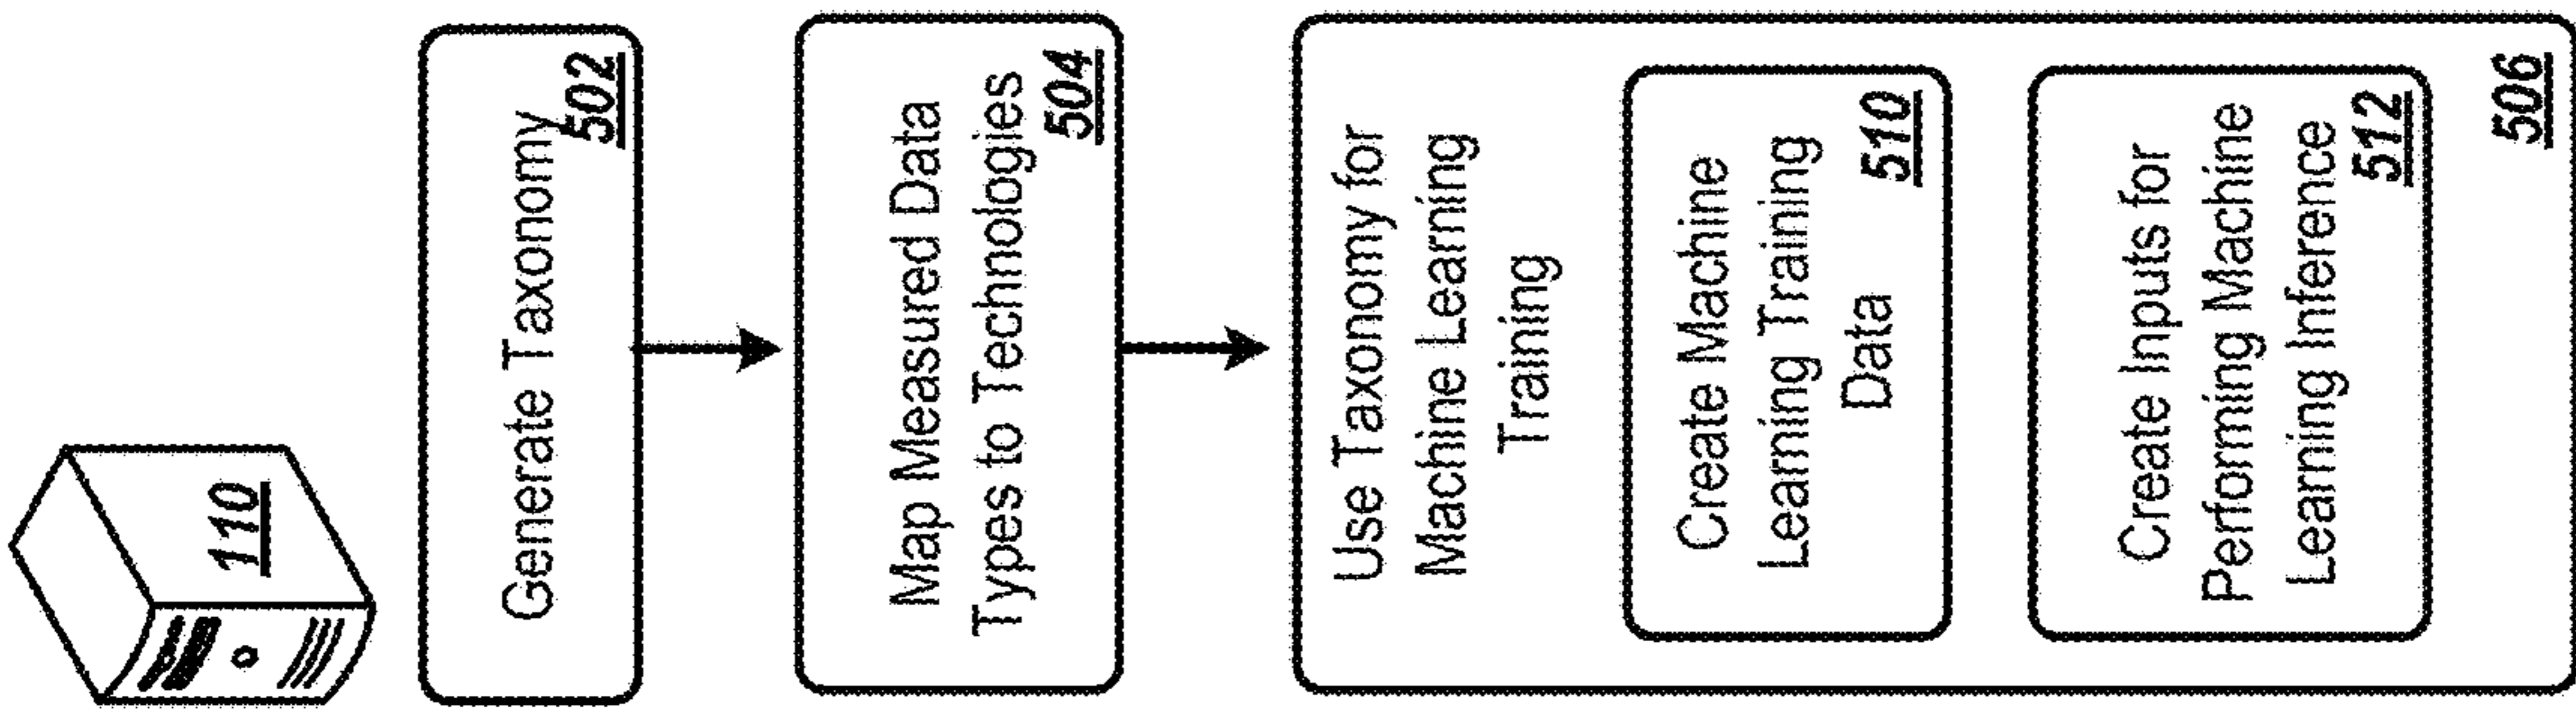 110
Generate Taxonomy
502
Map Measured Data
Types to Technologies
504
Use Taxonomy for
Machine Learning
Training
Create Machine
Learning Training
Data
510
Create Inputs for
Performing Machine
Learning Inference
512
506